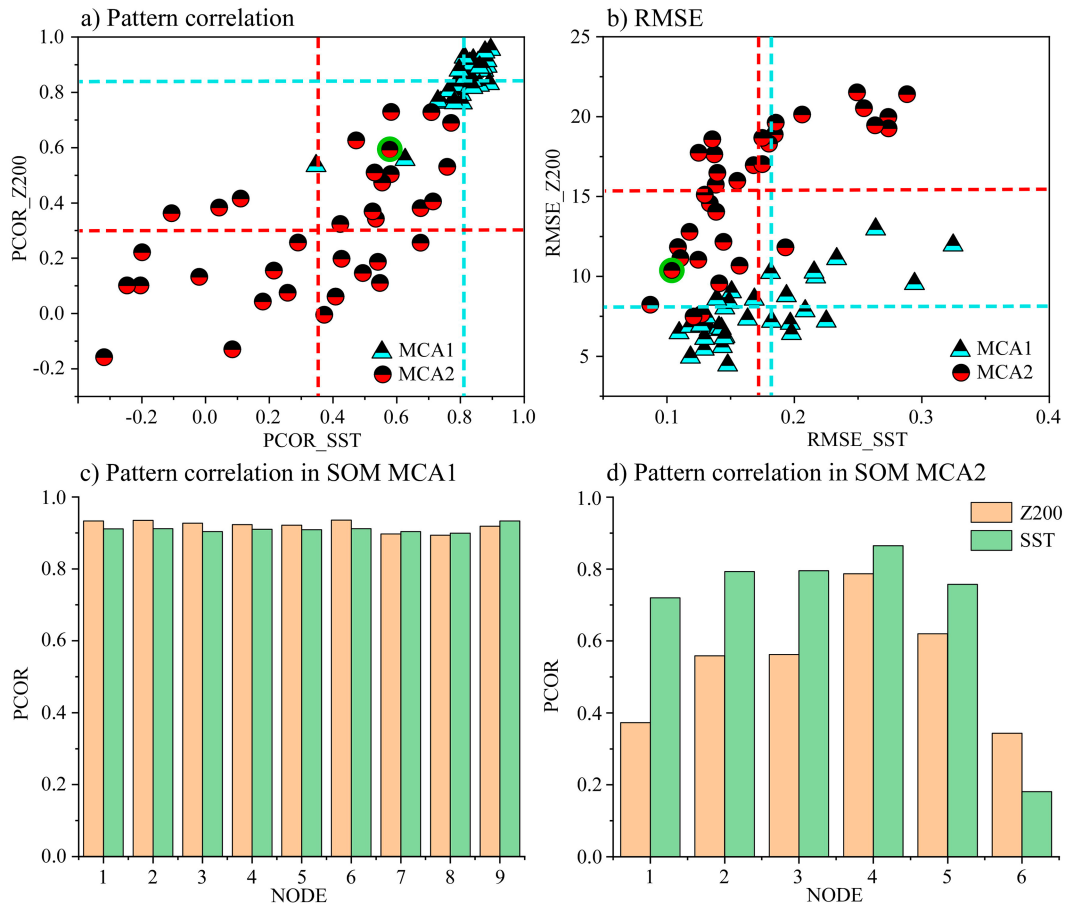 a) Pattern correlation
1.0
0.8
0.6
0.4
0.2
0.0
-0.2
PCOR_Z200
MCA1
MCA2
-0.2 0.0 0.2 0.4 0.6 0.8 1.0
PCOR_SST
b) RMSE
25
20
15
10
5
RMSE_Z200
MCA1
MCA2
0.1 0.2 0.3 0.4
RMSE_SST
c) Pattern correlation in SOM MCA1
1.0
0.8
0.6
0.4
0.2
0.0
PCOR
1 2 3 4 5 6 7 8 9
NODE
d) Pattern correlation in SOM MCA2
1.0
0.8
0.6
0.4
0.2
0.0
PCOR
Z200
SST
1 2 3 4 5 6
NODE